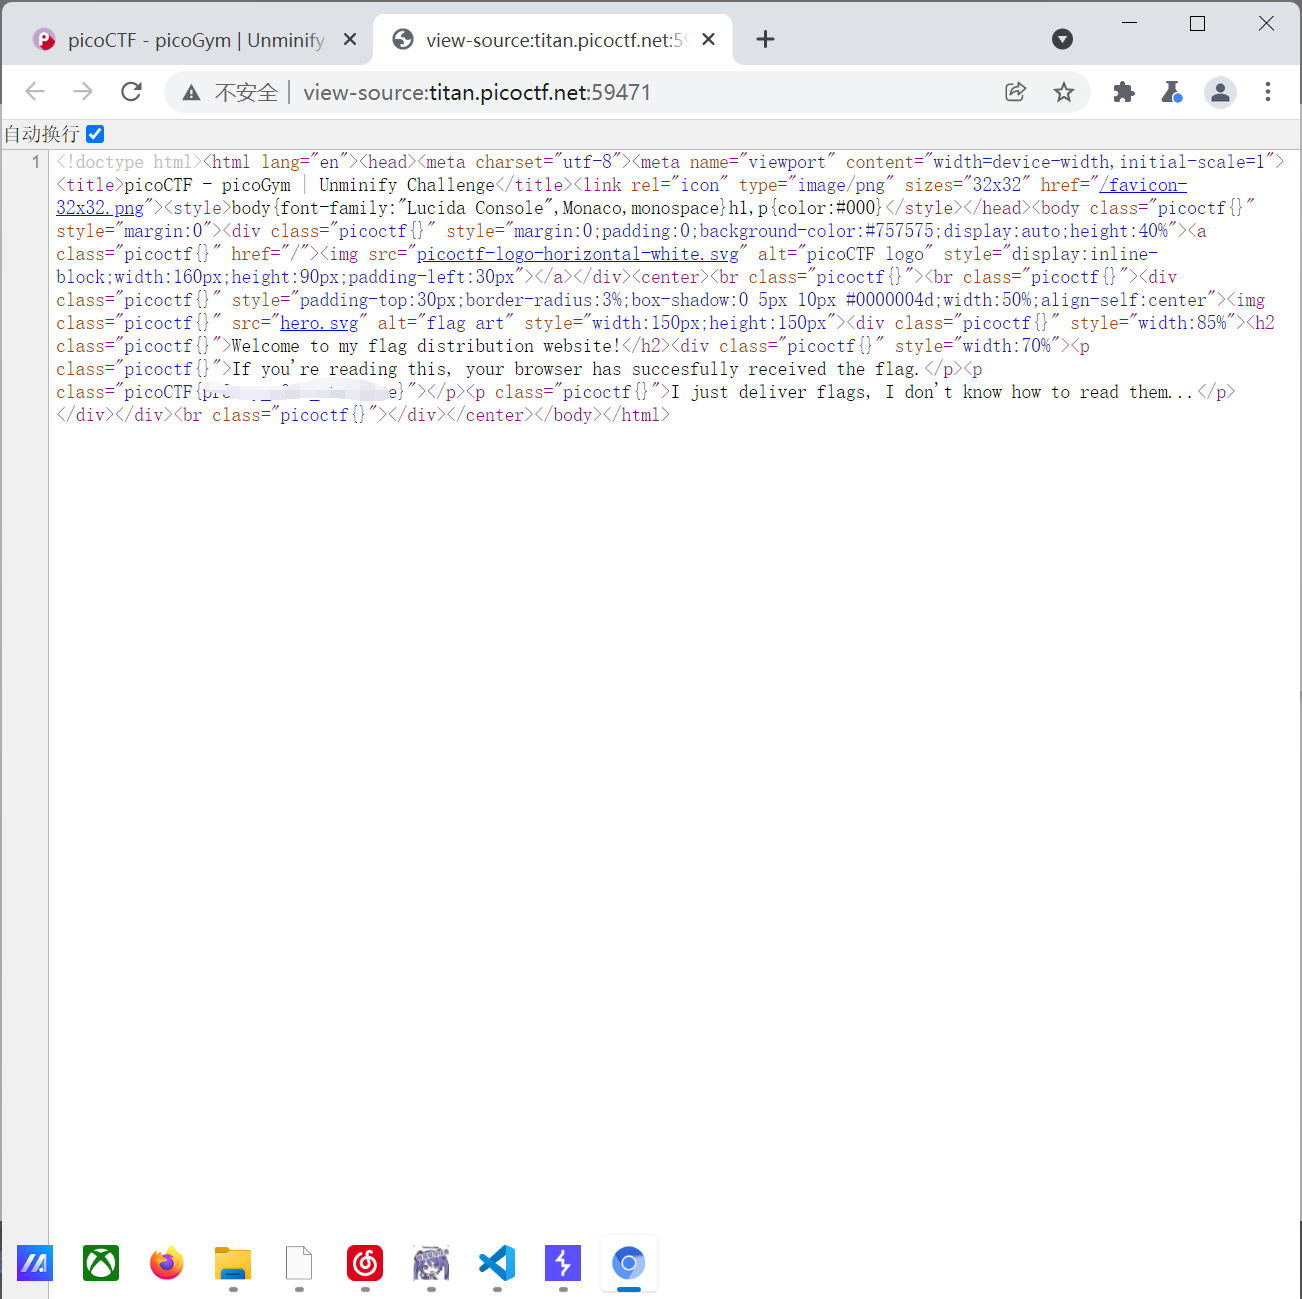 picoCTF - picoGym | Unminify
view-source:titan.picoctf.net:59
不安全 | view-source:titan.picoctf.net:59471
自动换行
1
<!doctype html><html lang="en"><head><meta charset="utf-8"><meta name="viewport" content="width=device-width,initial-scale=1">
<title>picoCTF - picoGym | Unminify Challenge</title><link rel="icon" type="image/png" sizes="32x32" href="/favicon-
32x32.png"><style>body{font-family:"Lucida Console",Monaco,monospace}h1,p{color:#000}</style></head><body class="picoctf{}"
style="margin:0"><div class="picoctf{}" style="margin:0;padding:0;background-color:#757575;display:auto;height:40%"><a
class="picoctf{}" href="/"><img src="picoctf-logo-horizontal-white.svg" alt="picoCTF logo" style="display:inline-
block;width:160px;height:90px;padding-left:30px"></a></div><center><br class="picoctf{}"><br class="picoctf{}"><div
class="picoctf{}" style="padding-top:30px;border-radius:3%;box-shadow:0 5px 10px #0000004d;width:50%;align-self:center"><img
class="picoctf{}" src="hero.svg" alt="flag art" style="width:150px;height:150px"><div class="picoctf{}" style="width:85%"><h2
class="picoctf{}">Welcome to my flag distribution website!</h2><div class="picoctf{}" style="width:70%"><p
class="picoctf{}">If you're reading this, your browser has succesfully received the flag.</p><p
class="picoCTF{ }"></p><p class="picoctf{}">I just deliver flags, I don't know how to read them...</p>
</div></div><br class="picoctf{}"></div></center></body></html>